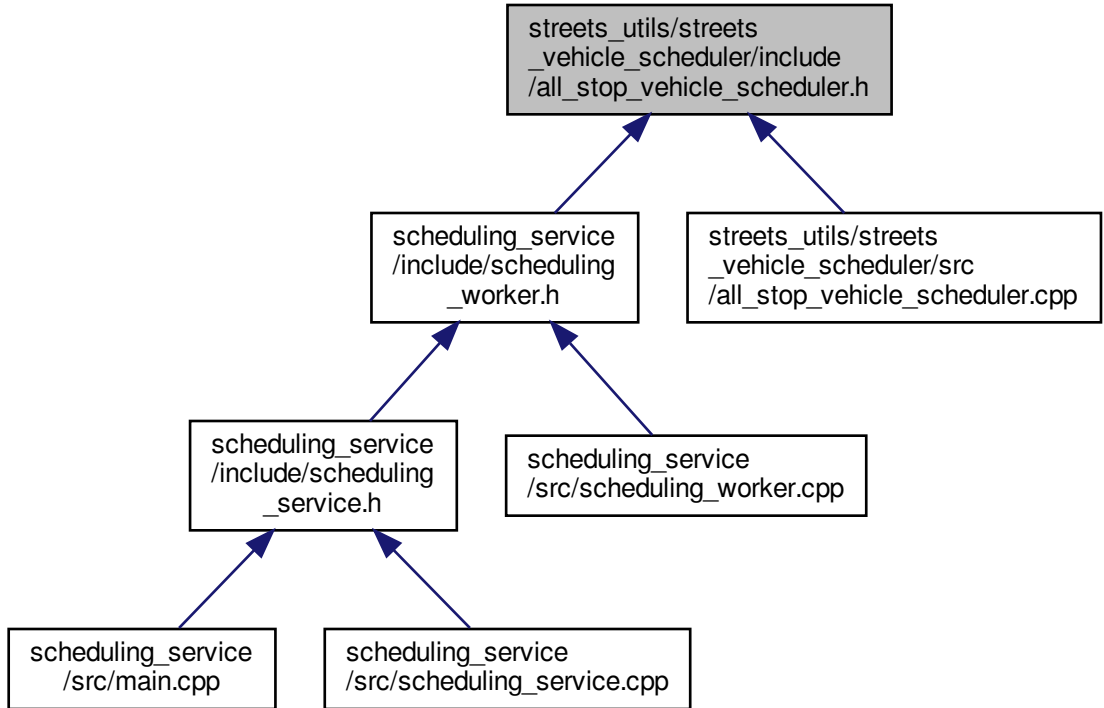 streets_utils/streets
_vehicle_scheduler/include
/all_stop_vehicle_scheduler.h
scheduling_service
/include/scheduling
_worker.h
streets_utils/streets
_vehicle_scheduler/src
/all_stop_vehicle_scheduler.cpp
scheduling_service
/include/scheduling
_service.h
scheduling_service
/src/scheduling_worker.cpp
scheduling_service
/src/main.cpp
scheduling_service
/src/scheduling_service.cpp